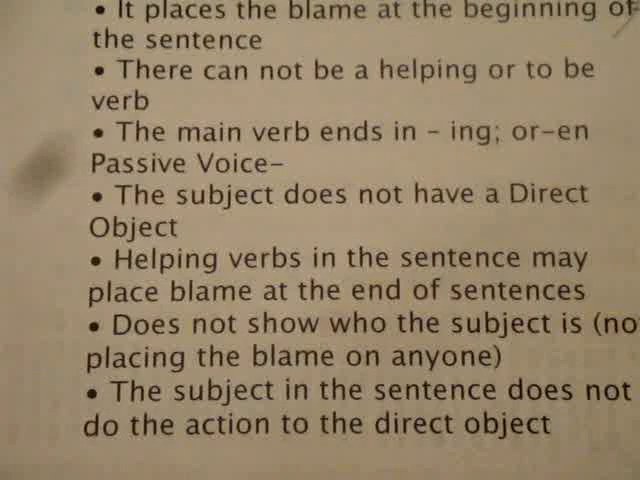 • It places the blame at the beginning of
the sentence
• There can not be a helping or to be
verb
• The main verb ends in - ing; or-en
Passive Voice-
• The subject does not have a Direct
Object
• Helping verbs in the sentence may
place blame at the end of sentences
• Does not show who the subject is (no
placing the blame on anyone)
• The subject in the sentence does not
do the action to the direct object